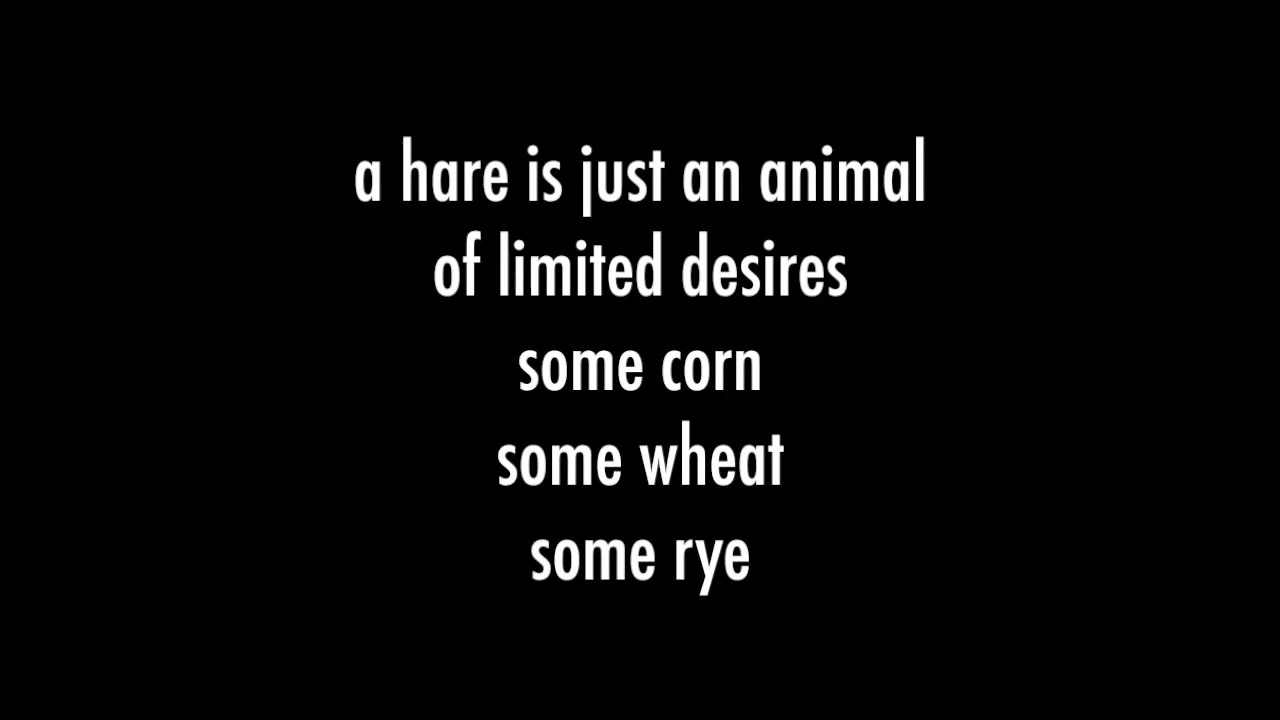 a hare is just an animal
of limited desires
some corn
some wheat
some rye